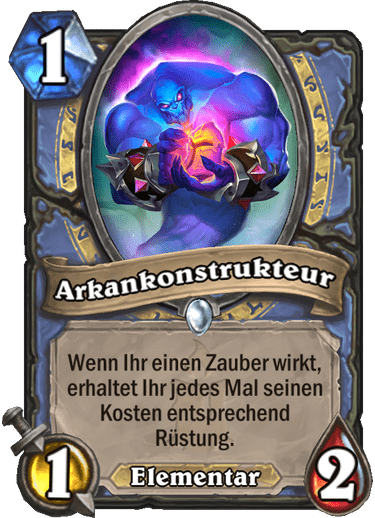 1
Arkankonstrukteur
Wenn Ihr einen Zauber wirkt,
erhaltet Ihr jedes Mal seinen
Kosten entsprechend
Rüstung.
1
Elementar
2